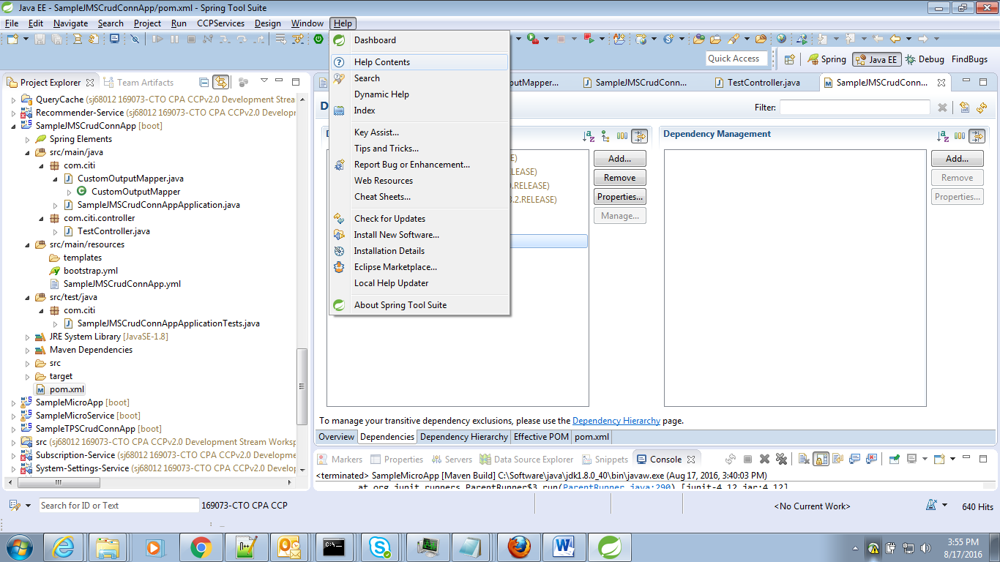 Java EE - SampleJMSCrudConnApp/pom.xml - Spring Tool Suite
File Edit Navigate Search Project Run CCPServices Design Window Help
Quick Access
Spring Java EE Debug FindBugs
Dashboard
Help Contents
Search
Dynamic Help
Index
Key Assist...
Tips and Tricks...
Report Bug or Enhancement...
Web Resources
Cheat Sheets...
Check for Updates
Install New Software...
Installation Details
Eclipse Marketplace...
Local Help Updater
About Spring Tool Suite
Project Explorer Team Artifacts
QueryCache (sj68012 169073-CTO CPA CCPv2.0 Development Strean
Recommender-Service (sj68012 169073-CTO CPA CCPv2.0 Developr
SampleJMSCrudConnApp [boot]
Spring Elements
src/main/java
com.citi
CustomOutputMapper.java
CustomOutputMapper
SampleJMSCrudConnAppApplication.java
com.citi.controller
TestController.java
src/main/resources
templates
bootstrap.yml
SampleJMSCrudConnApp.yml
src/test/java
com.citi
SampleJMSCrudConnAppApplicationTests.java
JRE System Library [JavaSE-1.8]
Maven Dependencies
src
target
pom.xml
SampleMicroApp [boot]
SampleMicroService [boot]
SampleTPSCrudConnApp [boot]
src (sj68012 169073-CTO CPA CCPv2.0 Development Stream Worksp
Subscription-Service (sj68012 169073-CTO CPA CCPv2.0 Developme
System-Settings-Service (sj68012 169073-CTO CPA CCPv2.0 Develop
utMapper... SampleJMSCrudConn... TestController.java SampleJMSCrudConn...
D
Filter:
D
E)
LEASE)
.RELEASE)
3.2.RELEASE)
Add...
Remove
Properties...
Manage...
Dependency Management
Add...
Remove
Properties...
To manage your transitive dependency exclusions, please use the Dependency Hierarchy page.
Overview Dependencies Dependency Hierarchy Effective POM pom.xml
Markers Properties Servers Data Source Explorer Snippets Console
<terminated> SampleMicroApp [Maven Build] C:\Software\java\jdk1.8.0_40\bin\javaw.exe (Aug 17, 2016, 3:40:03 PM)
at org.junit.runners.ParentRunner$3.run(ParentRunner.java:290) [junit-4.12.jar:4.12]
Search for ID or Text 169073-CTO CPA CCP <No Current Work> 640 Hits
3:55 PM
8/17/2016